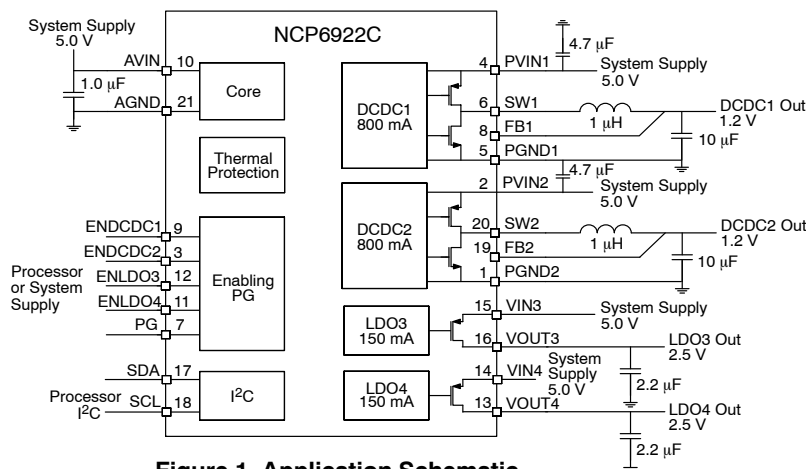 System Supply
5.0 V
NCP6922C
AVIN 10
1.0 µF
AGND 21
Core
Thermal
Protection
ENDCDC1 9
ENDCDC2 3
Processor
or System
Supply
ENLDO3 12
ENLDO4 11
PG 7
Enabling
PG
SDA 17
Processor
I²C
SCL 18
I²C
DCDC1
800 mA
4 PVIN1
4.7 µF
System Supply
5.0 V
6 SW1
1 µH
DCDC1 Out
1.2 V
8 FB1
10 µF
5 PGND1
4.7 µF
DCDC2
800 mA
2 PVIN2
System Supply
5.0 V
20 SW2
1 µH
DCDC2 Out
1.2 V
19 FB2
10 µF
1 PGND2
LDO3
150 mA
15 VIN3
System Supply
5.0 V
16 VOUT3
LDO3 Out
2.5 V
2.2 µF
LDO4
150 mA
System
Supply
5.0 V
14 VIN4
13 VOUT4
LDO4 Out
2.5 V
2.2 µF
Figure 1. Application Schematic